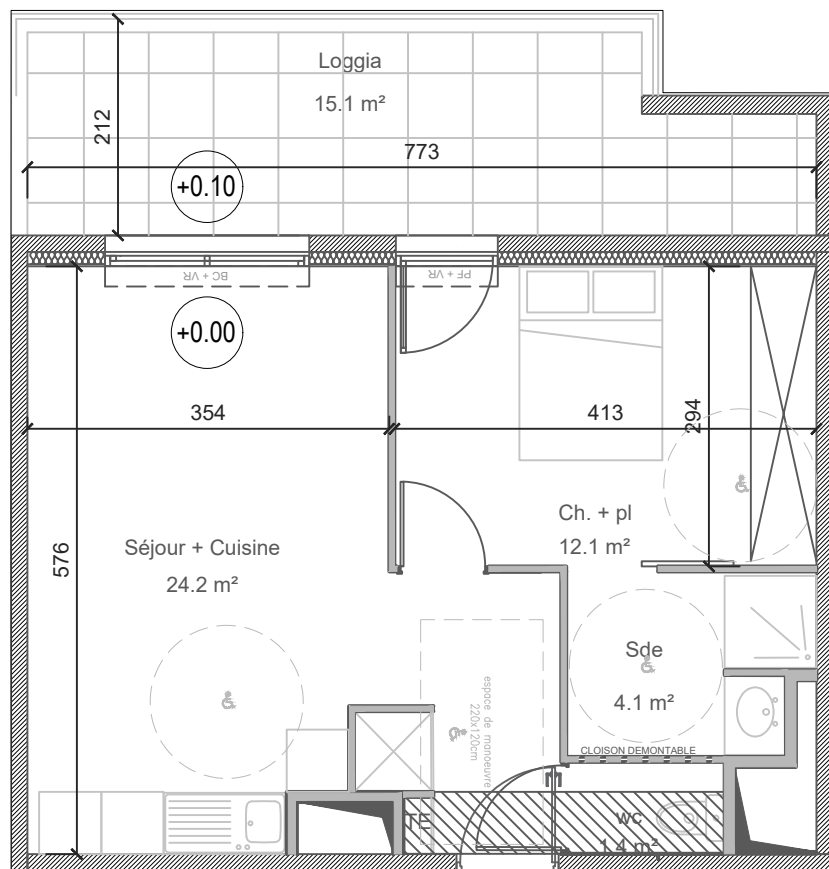 Loggia
15.1 m²
212
773
+0.10
BC + VR
PF + VR
+0.00
354
413
294
576
Séjour + Cuisine
24.2 m²
Ch. + pl
12.1 m²
Sde
4.1 m²
espace de manoeuvre
220x120cm
CLOISON DEMONTABLE
TE
wc
1.4 m²